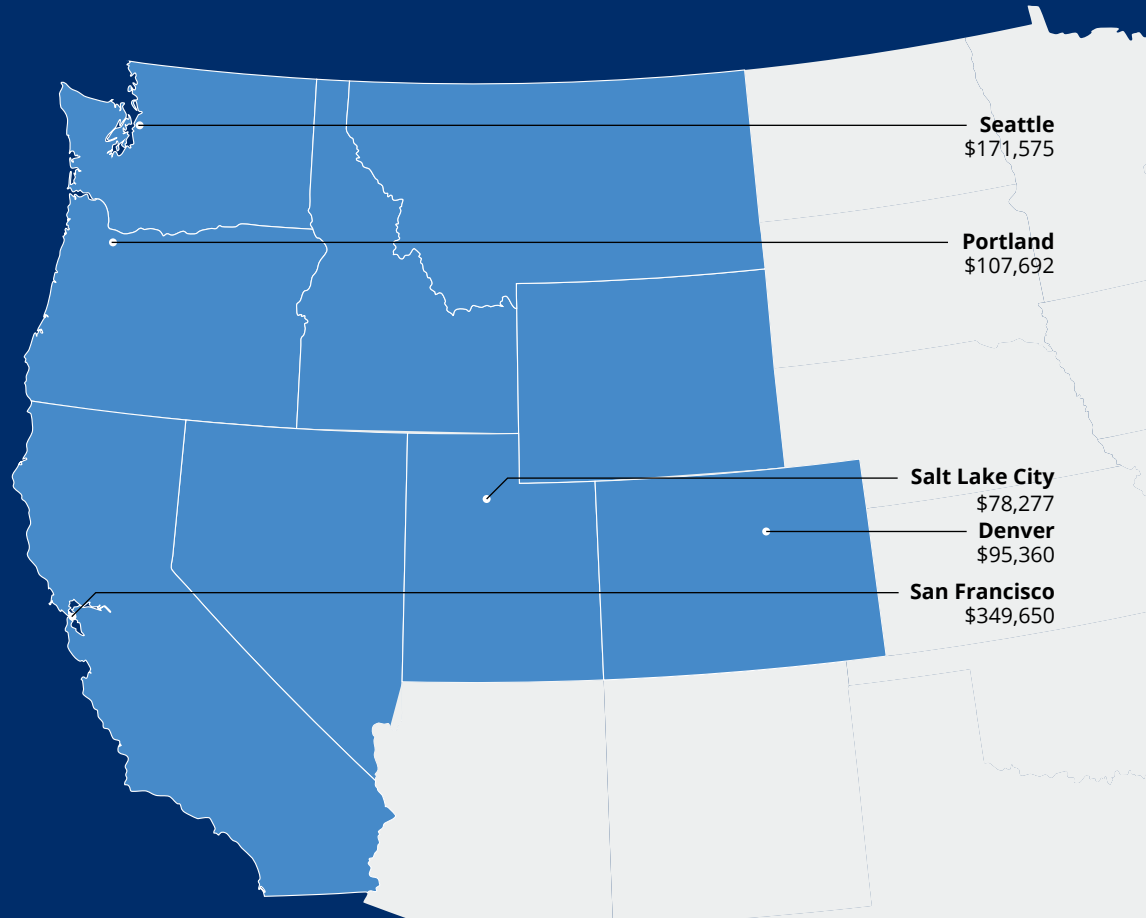 Seattle
$171,575
Portland
$107,692
Salt Lake City
$78,277
Denver
$95,360
San Francisco
$349,650